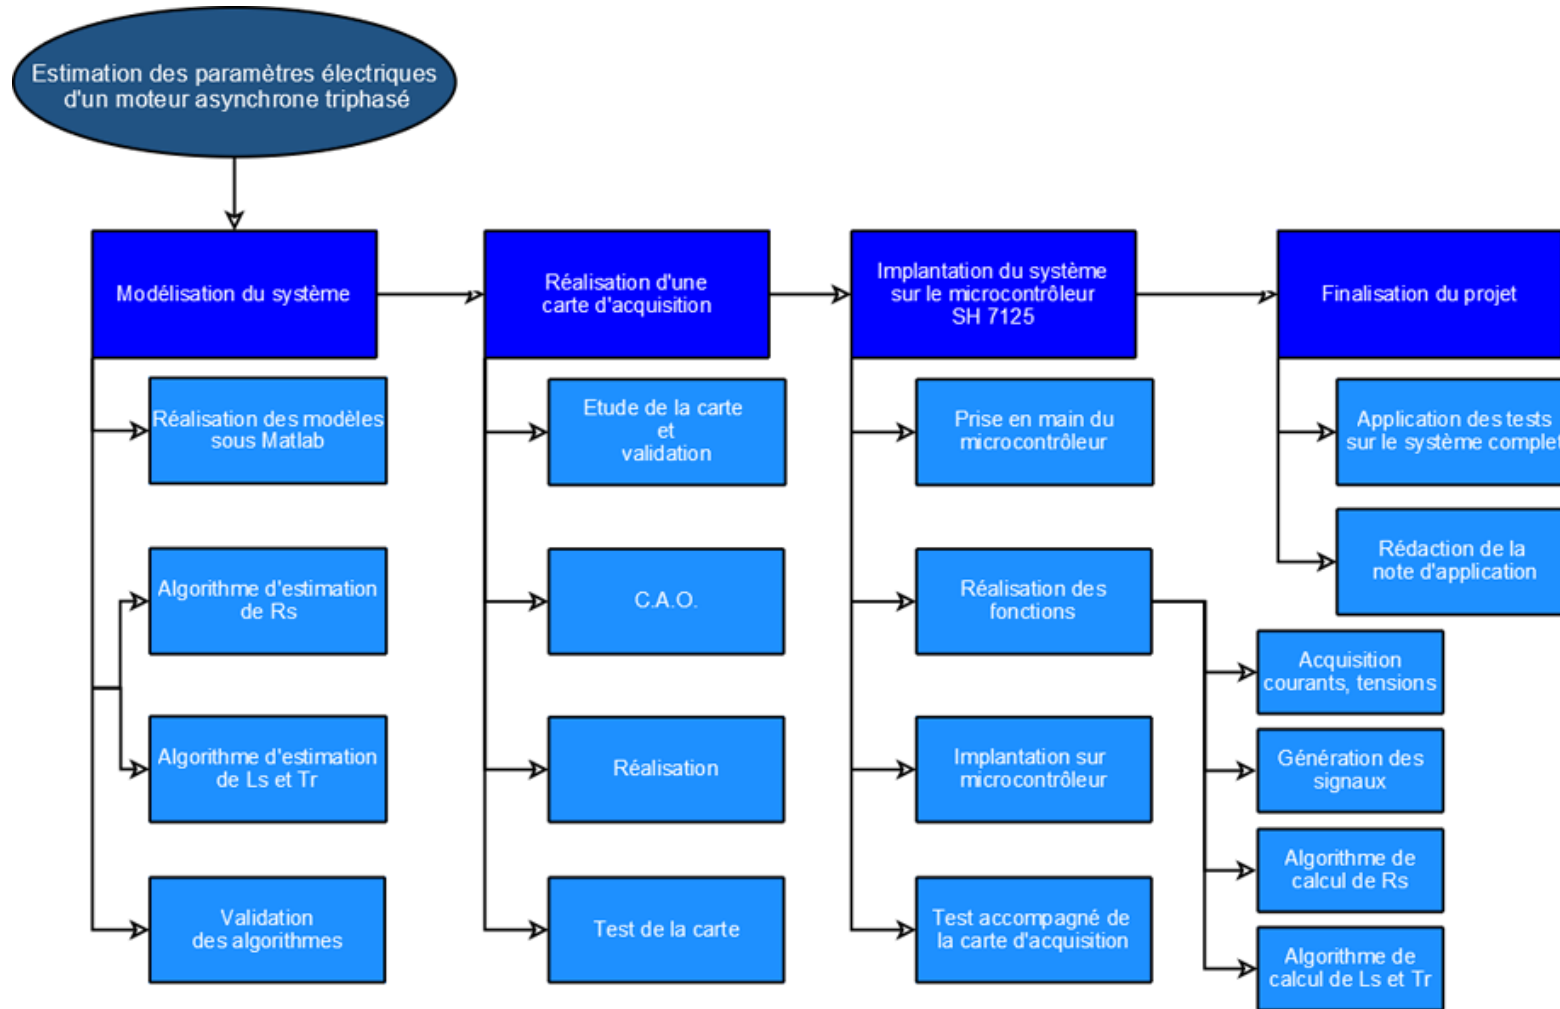 Estimation des paramètres électriques
d'un moteur asynchrone triphasé
Modélisation du système
Réalisation d'une
carte d'acquisition
Implantation du système
sur le microcontrôleur
SH 7125
Finalisation du projet
Réalisation des modèles
sous Matlab
Algorithme d'estimation
de Rs
Algorithme d'estimation
de Ls et Tr
Validation
des algorithmes
Etude de la carte
et
validation
C.A.O.
Réalisation
Test de la carte
Prise en main du
microcontrôleur
Réalisation des
fonctions
Implantation sur
microcontrôleur
Test accompagné de
la carte d'acquisition
Acquisition
courants, tensions
Génération des
signaux
Algorithme de
calcul de Rs
Algorithme de
calcul de Ls et Tr
Application des tests
sur le système complet
Rédaction de la
note d'application